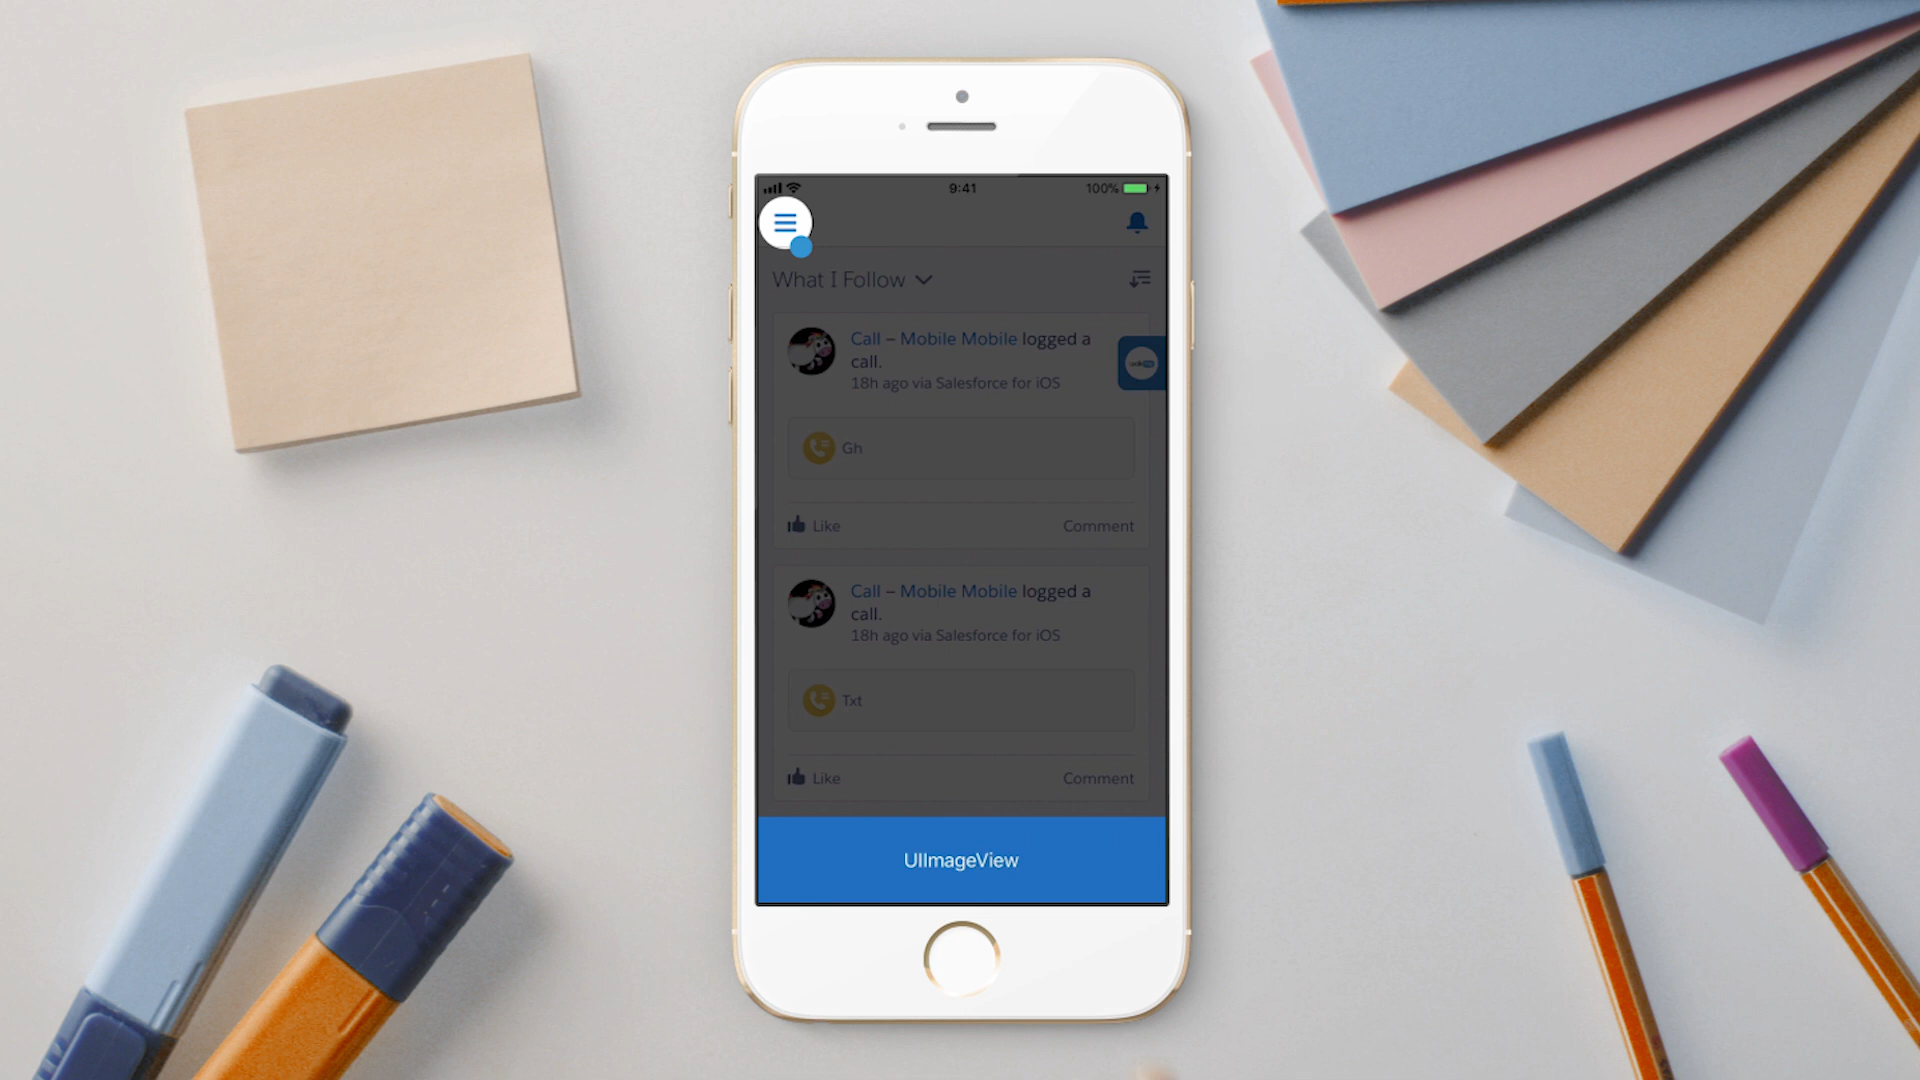 9:41
100%
What I Follow
Call – Mobile Mobile logged a
call.
18h ago via Salesforce for iOS
Gh
Like
Comment
Call – Mobile Mobile logged a
call.
18h ago via Salesforce for iOS
Txt
Like
Comment
UIImageView